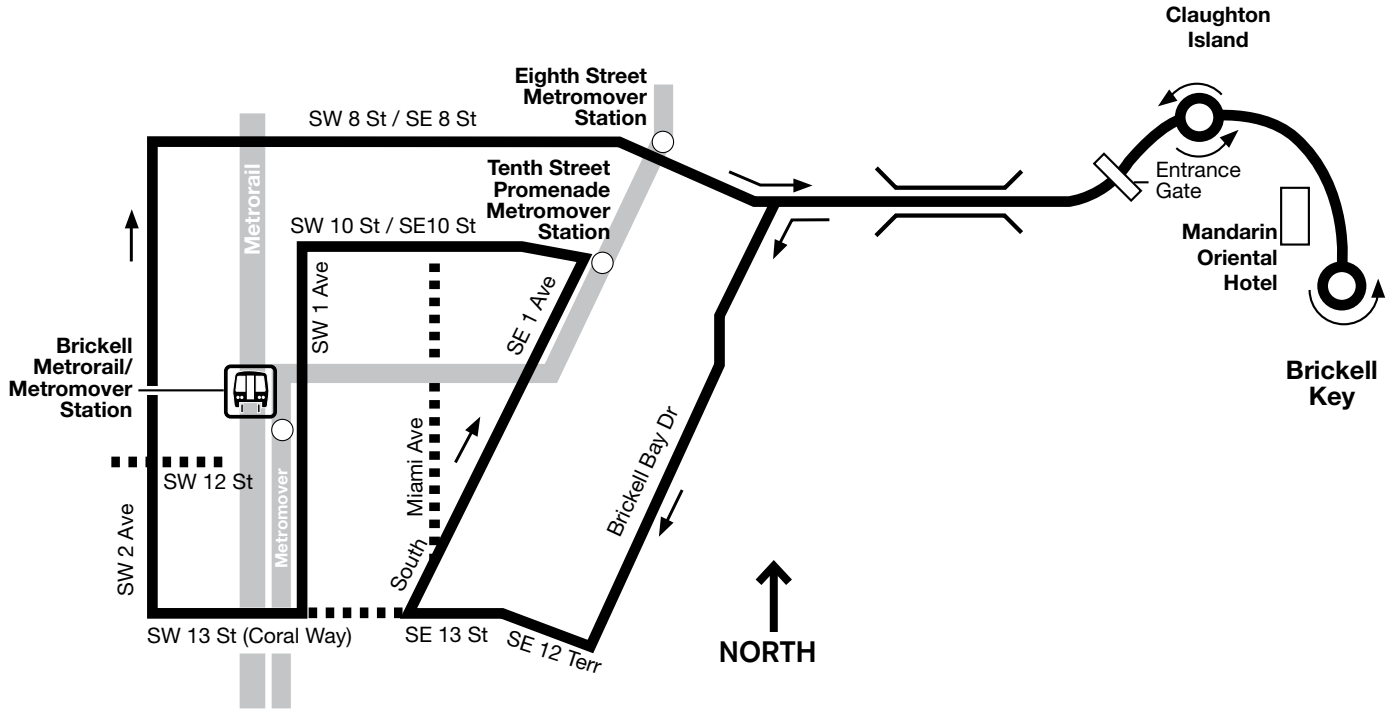 Claughton
Island
Eighth Street
Metromover
Station
SW 8 St / SE 8 St
Tenth Street
Promenade
Metromover
Station
Metrorail
Entrance
Gate
SW 10 St / SE10 St
Mandarin
Oriental
Hotel
SW 1 Ave
SE 1 Ave
Brickell
Metrorail/
Metromover
Station
Brickell
Key
Miami Ave
Brickell Bay Dr
SW 12 St
Metromover
SW 2 Ave
South
SW 13 St (Coral Way)
SE 13 St
SE 12 Terr
NORTH